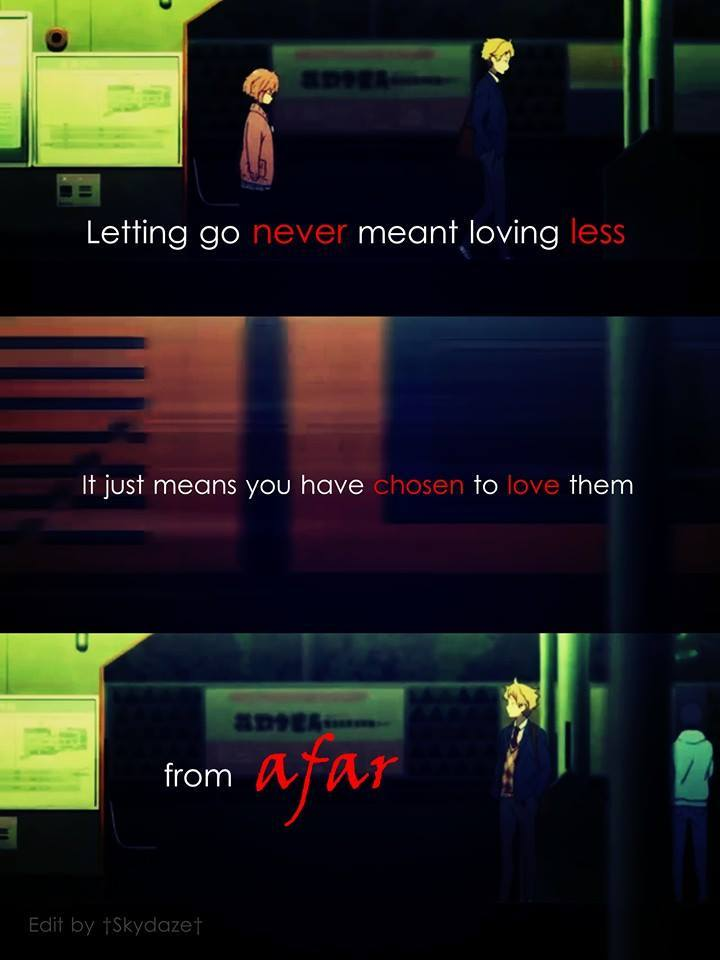 Letting go never meant loving less
It just means you have chosen to love them
from afar
Edit by †Skydaze†